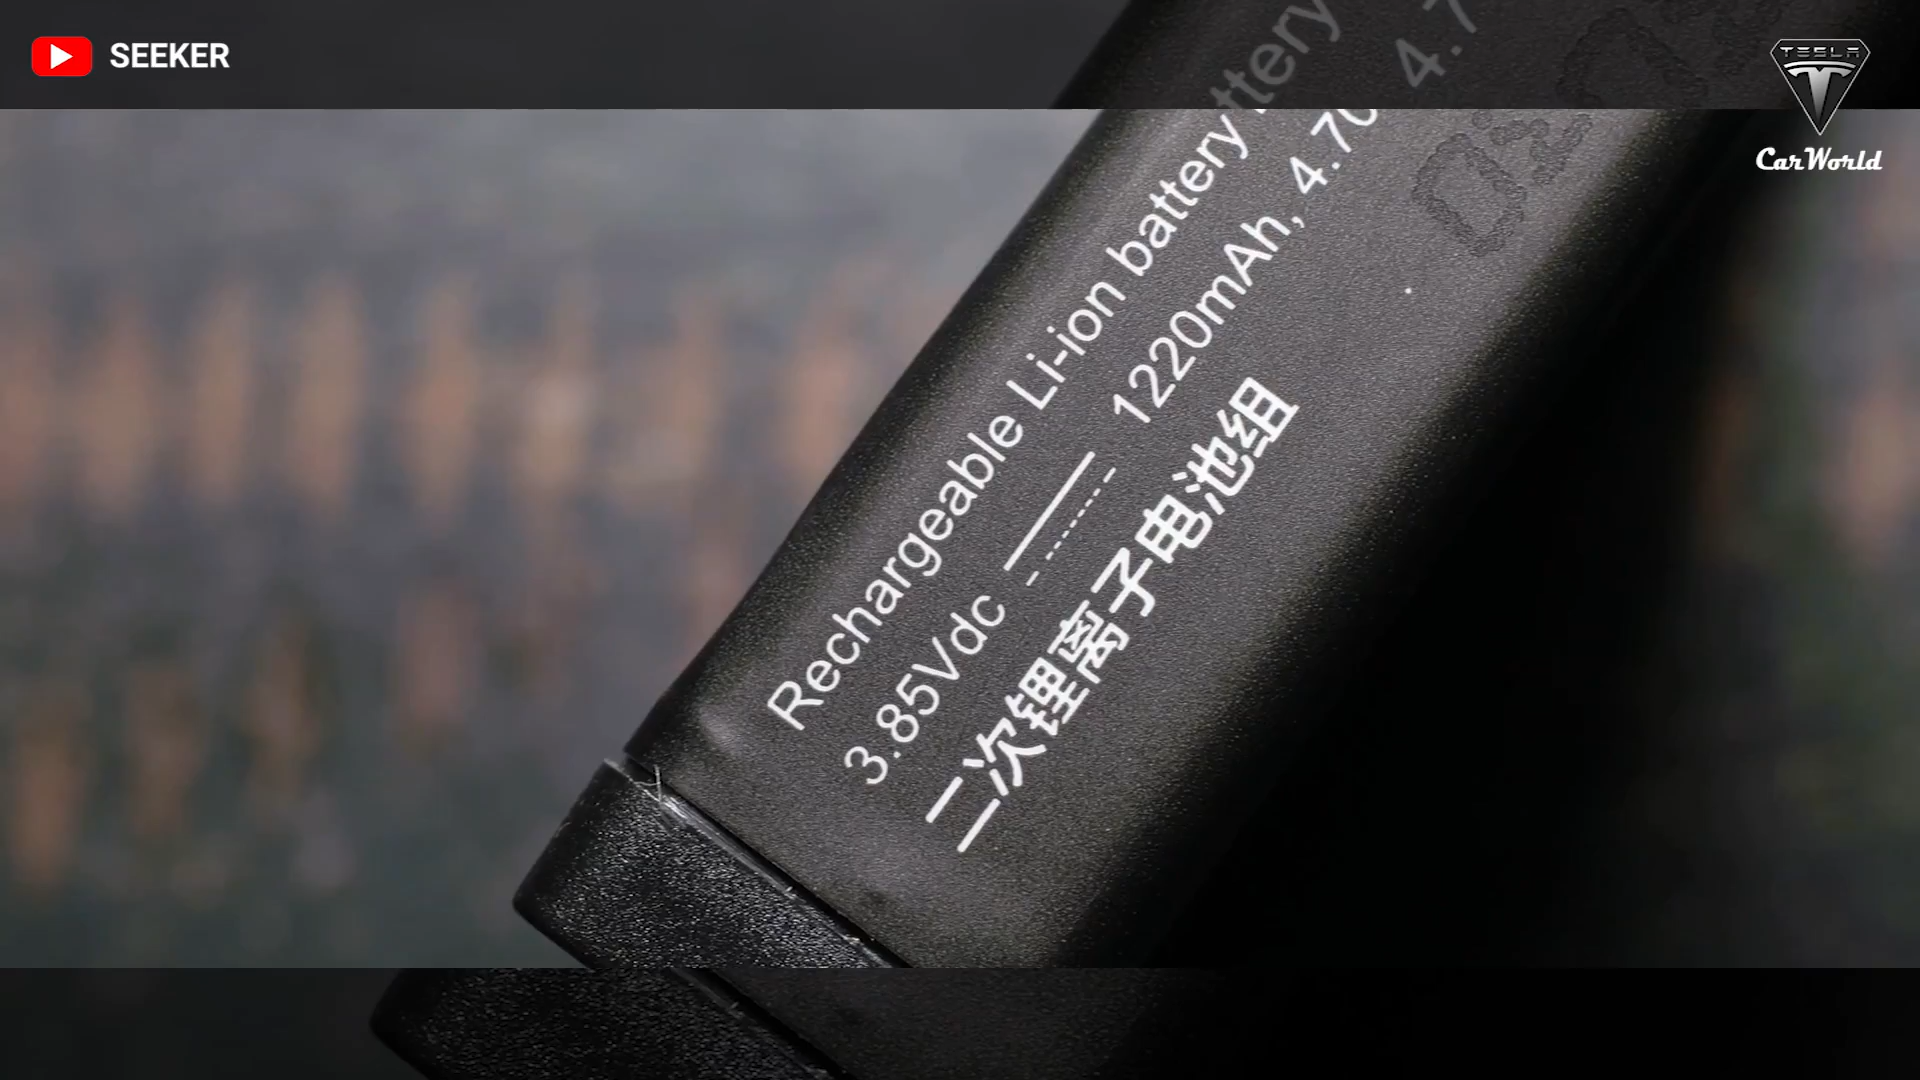 SEEKER
TESLA
CarWorld
Rechargeable Li-ion battery
3.85Vdc 1220mAh, 4.70
二次锂离子电池组